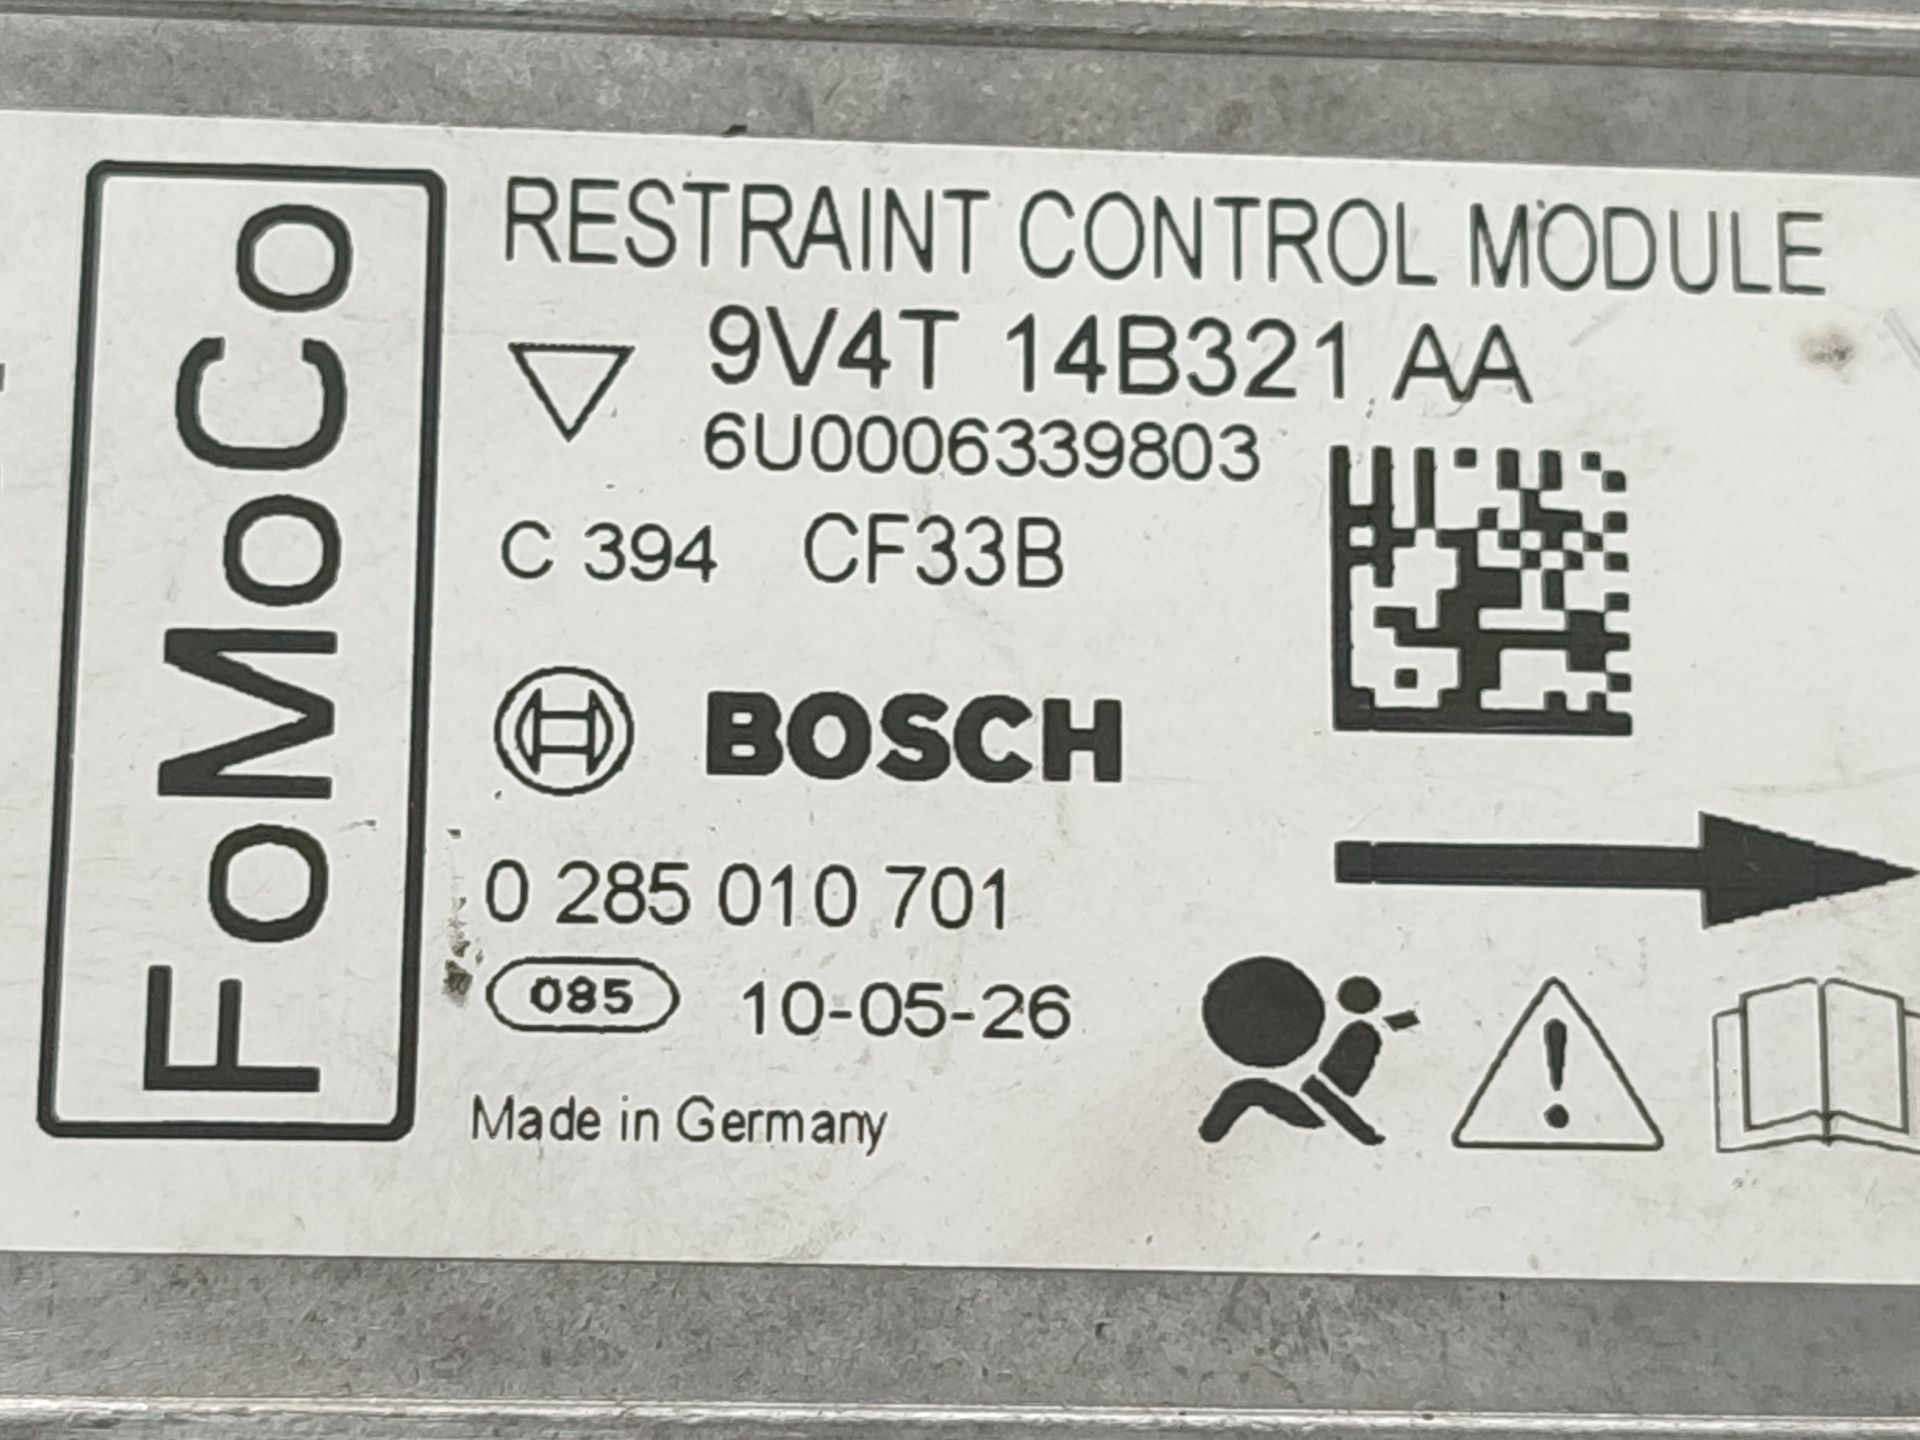 FoMoCo
RESTRAINT CONTROL MODULE
9V4T 14B321 AA
6U0006339803
C 394 CF33B
BOSCH
0 285 010 701
085 10-05-26
Made in Germany